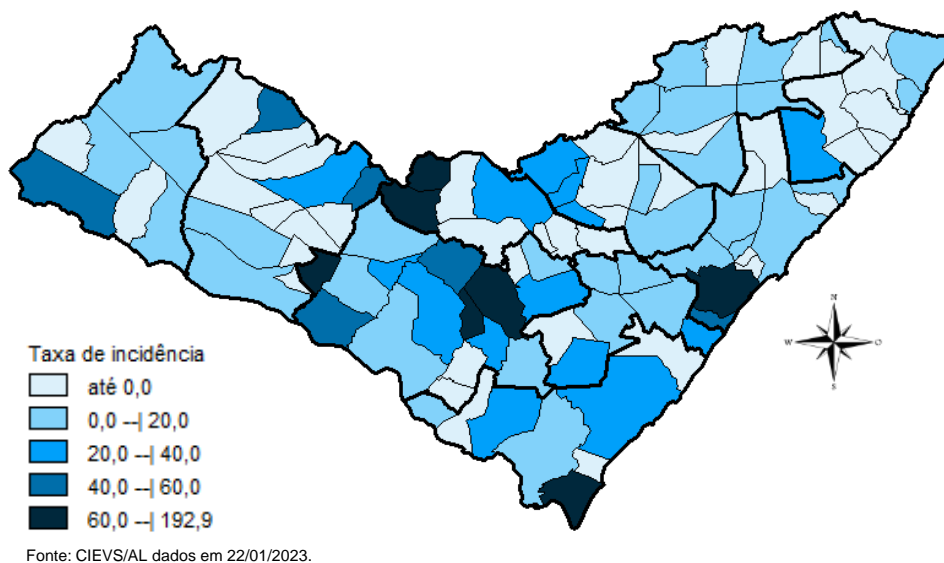 N
W
O
S
Taxa de incidência
até 0,0
0,0 --| 20,0
20,0 --| 40,0
40,0 --| 60,0
60,0 --| 192,9
Fonte: CIEVS/AL dados em 22/01/2023.